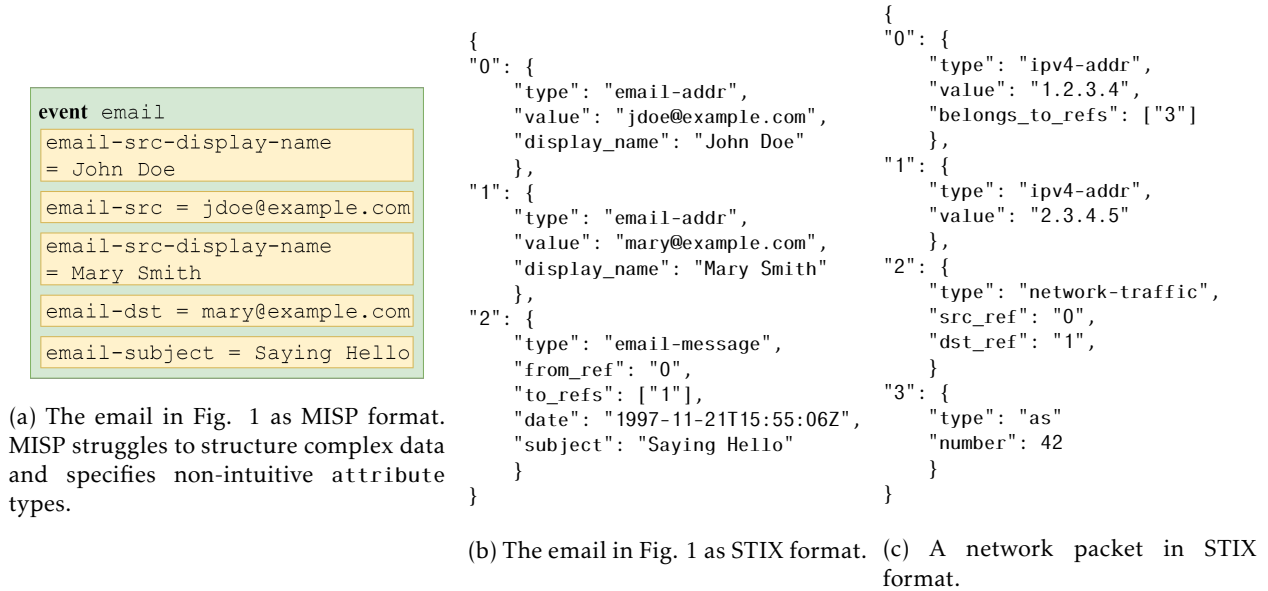 event email
email-src-display-name
= John Doe
email-src = jdoe@example.com
email-src-display-name
= Mary Smith
email-dst = mary@example.com
email-subject = Saying Hello
(a) The email in Fig. 1 as MISP format.
MISP struggles to structure complex data
and specifies non-intuitive attribute
types.
{
"0": {
"type": "email-addr",
"value": "jdoe@example.com",
"display_name": "John Doe"
},
"1": {
"type": "email-addr",
"value": "mary@example.com",
"display_name": "Mary Smith"
},
"2": {
"type": "email-message",
"from_ref": "0",
"to_refs": ["1"],
"date": "1997-11-21T15:55:06Z",
"subject": "Saying Hello"
}
}
(b) The email in Fig. 1 as STIX format.
{
"0": {
"type": "ipv4-addr",
"value": "1.2.3.4",
"belongs_to_refs": ["3"]
},
"1": {
"type": "ipv4-addr",
"value": "2.3.4.5"
},
"2": {
"type": "network-traffic",
"src_ref": "0",
"dst_ref": "1",
}
"3": {
"type": "as"
"number": 42
}
}
(c) A network packet in STIX
format.